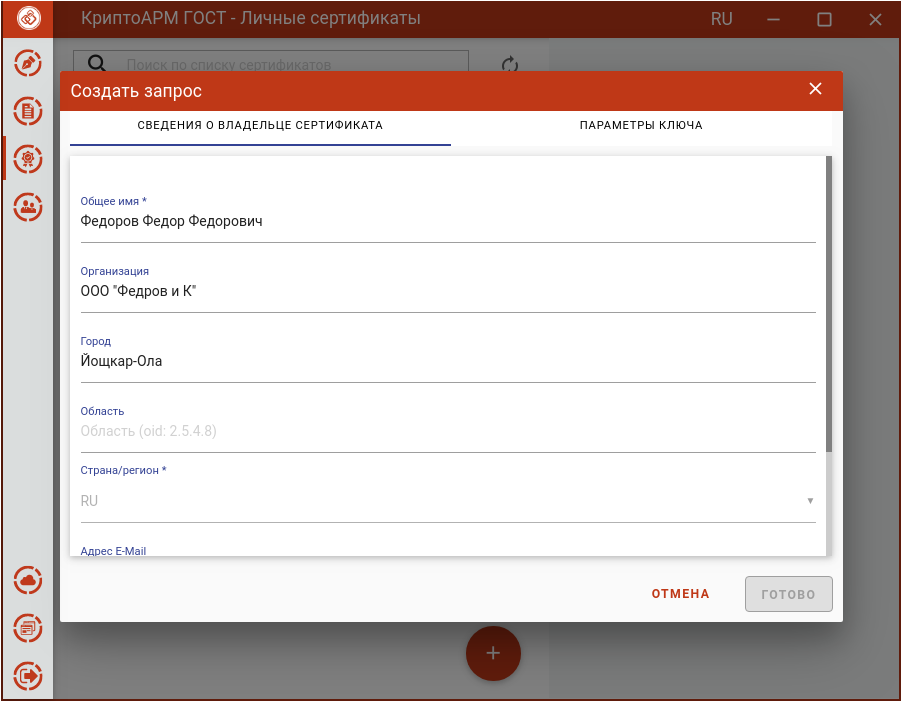 КриптоАРМ ГОСТ - Личные сертификаты
RU
Поиск по списку сертификатов
Создать запрос
СВЕДЕНИЯ О ВЛАДЕЛЬЦЕ СЕРТИФИКАТА
ПАРАМЕТРЫ КЛЮЧА
Общее имя *
Федоров Федор Федорович
Организация
ООО "Федров и К"
Город
Йощкар-Ола
Область
Область (oid: 2.5.4.8)
Страна/регион *
RU
Адрес E-Mail
ОТМЕНА
ГОТОВО